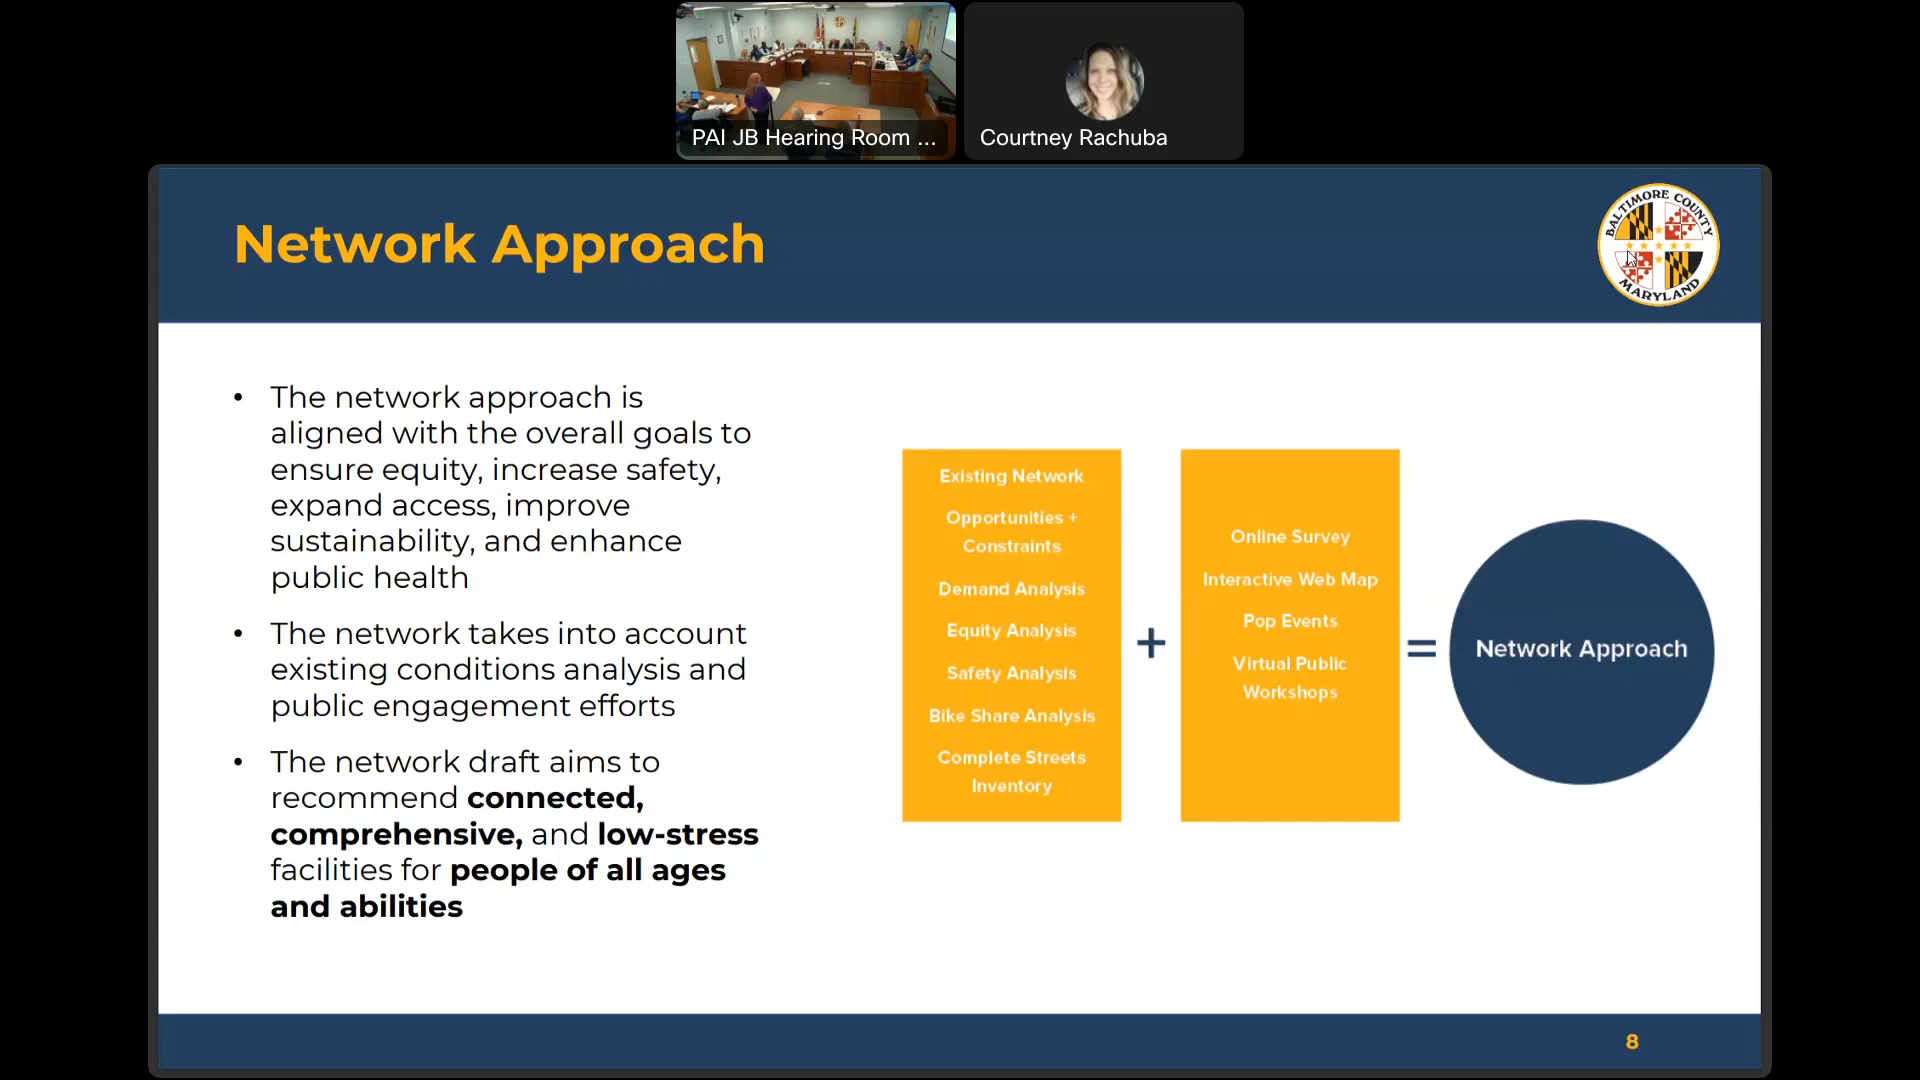 PAI JB Hearing Room ...
Courtney Rachuba
Network Approach
BALTIMORE COUNTY
MARYLAND
• The network approach is
aligned with the overall goals to
ensure equity, increase safety,
expand access, improve
sustainability, and enhance
public health
• The network takes into account
existing conditions analysis and
public engagement efforts
• The network draft aims to
recommend connected,
comprehensive, and low-stress
facilities for people of all ages
and abilities
Existing Network
Opportunities +
Constraints
Demand Analysis
Equity Analysis
Safety Analysis
Bike Share Analysis
Complete Streets
Inventory
+
Online Survey
Interactive Web Map
Pop Events
Virtual Public
Workshops
=
Network Approach
8